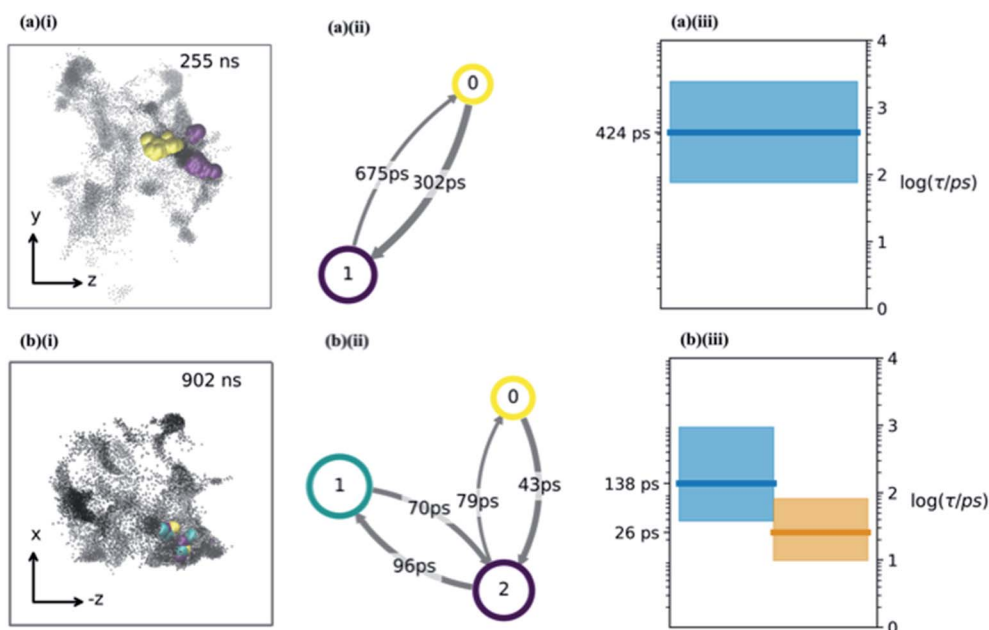 (a)(i)
255 ns
y
z
(a)(ii)
0
675ps
302ps
1
(a)(iii)
424 ps
4
3
2
1
0
log(τ/ps)
(b)(i)
902 ns
x
-z
(b)(ii)
0
1
70ps
79ps
43ps
96ps
2
(b)(iii)
138 ps
26 ps
4
3
2
1
0
log(τ/ps)